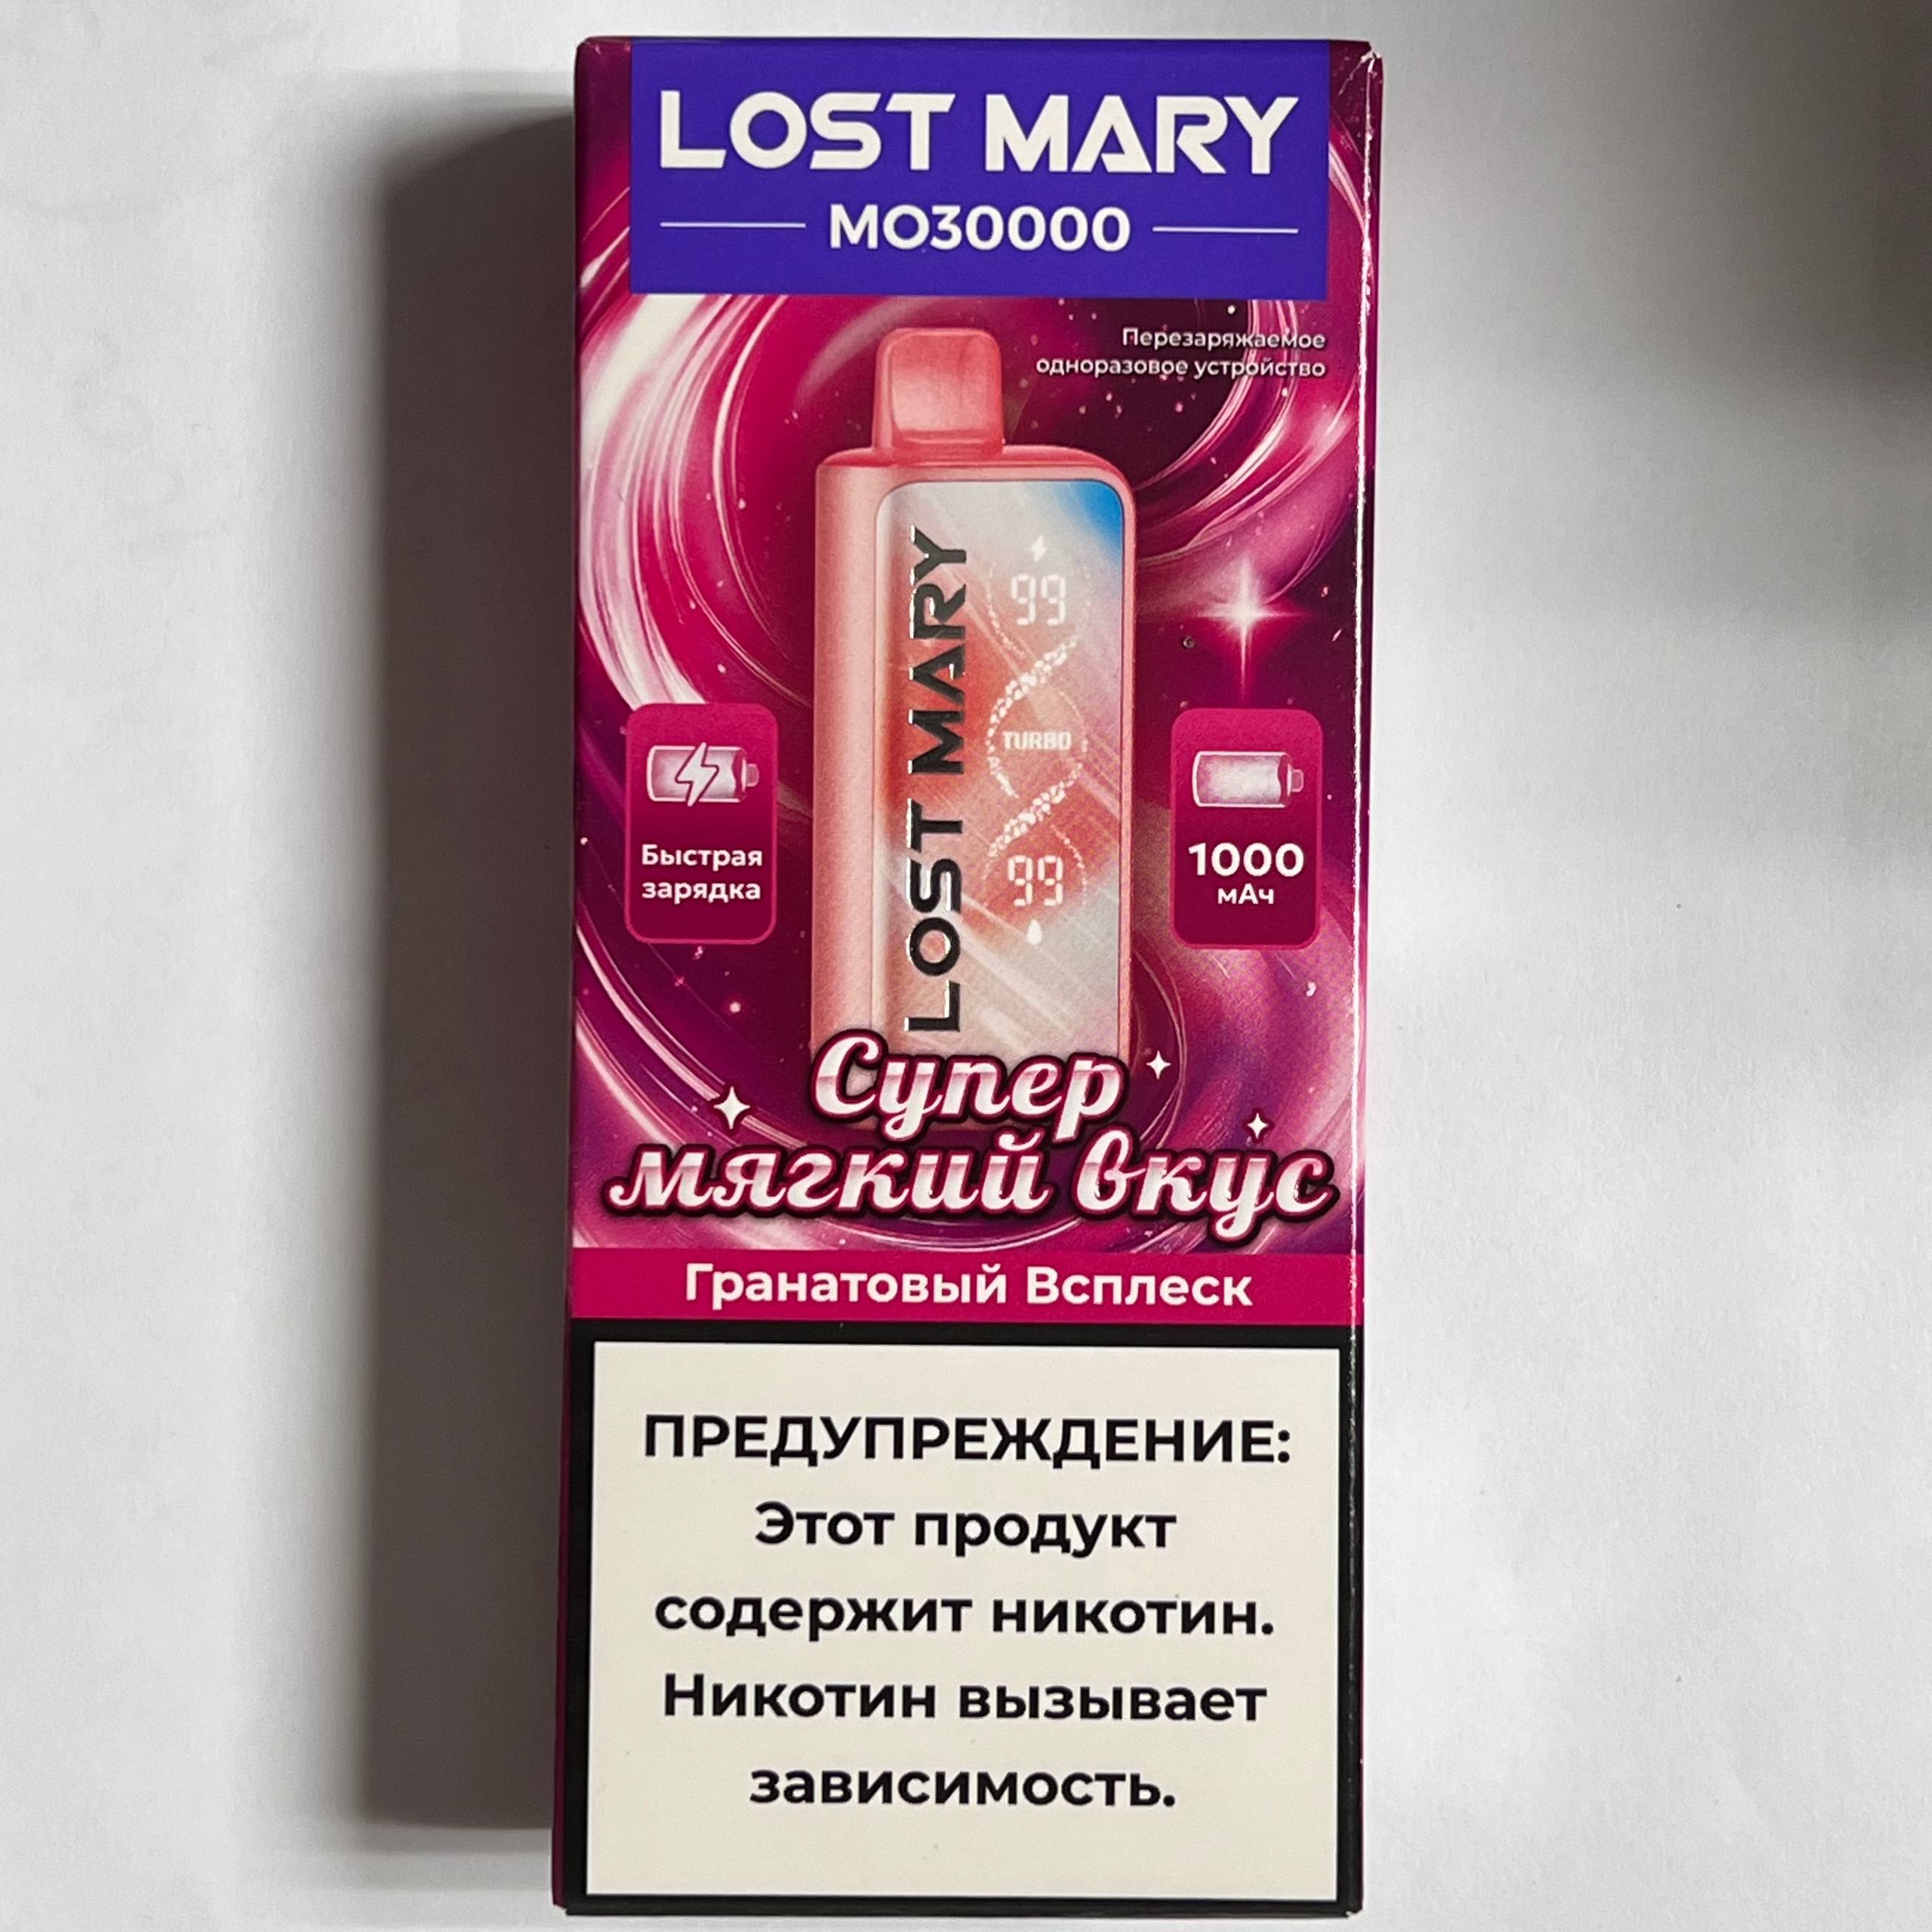 LOST MARY
MO30000
Перезаряжаемое
одноразовое устройство
99
LOST MARY
TURBO
99
Быстрая
зарядка
1000
мАч
Супер
мягкий вкус
Гранатовый Всплеск
ПРЕДУПРЕЖДЕНИЕ:
Этот продукт
содержит никотин.
Никотин вызывает
зависимость.